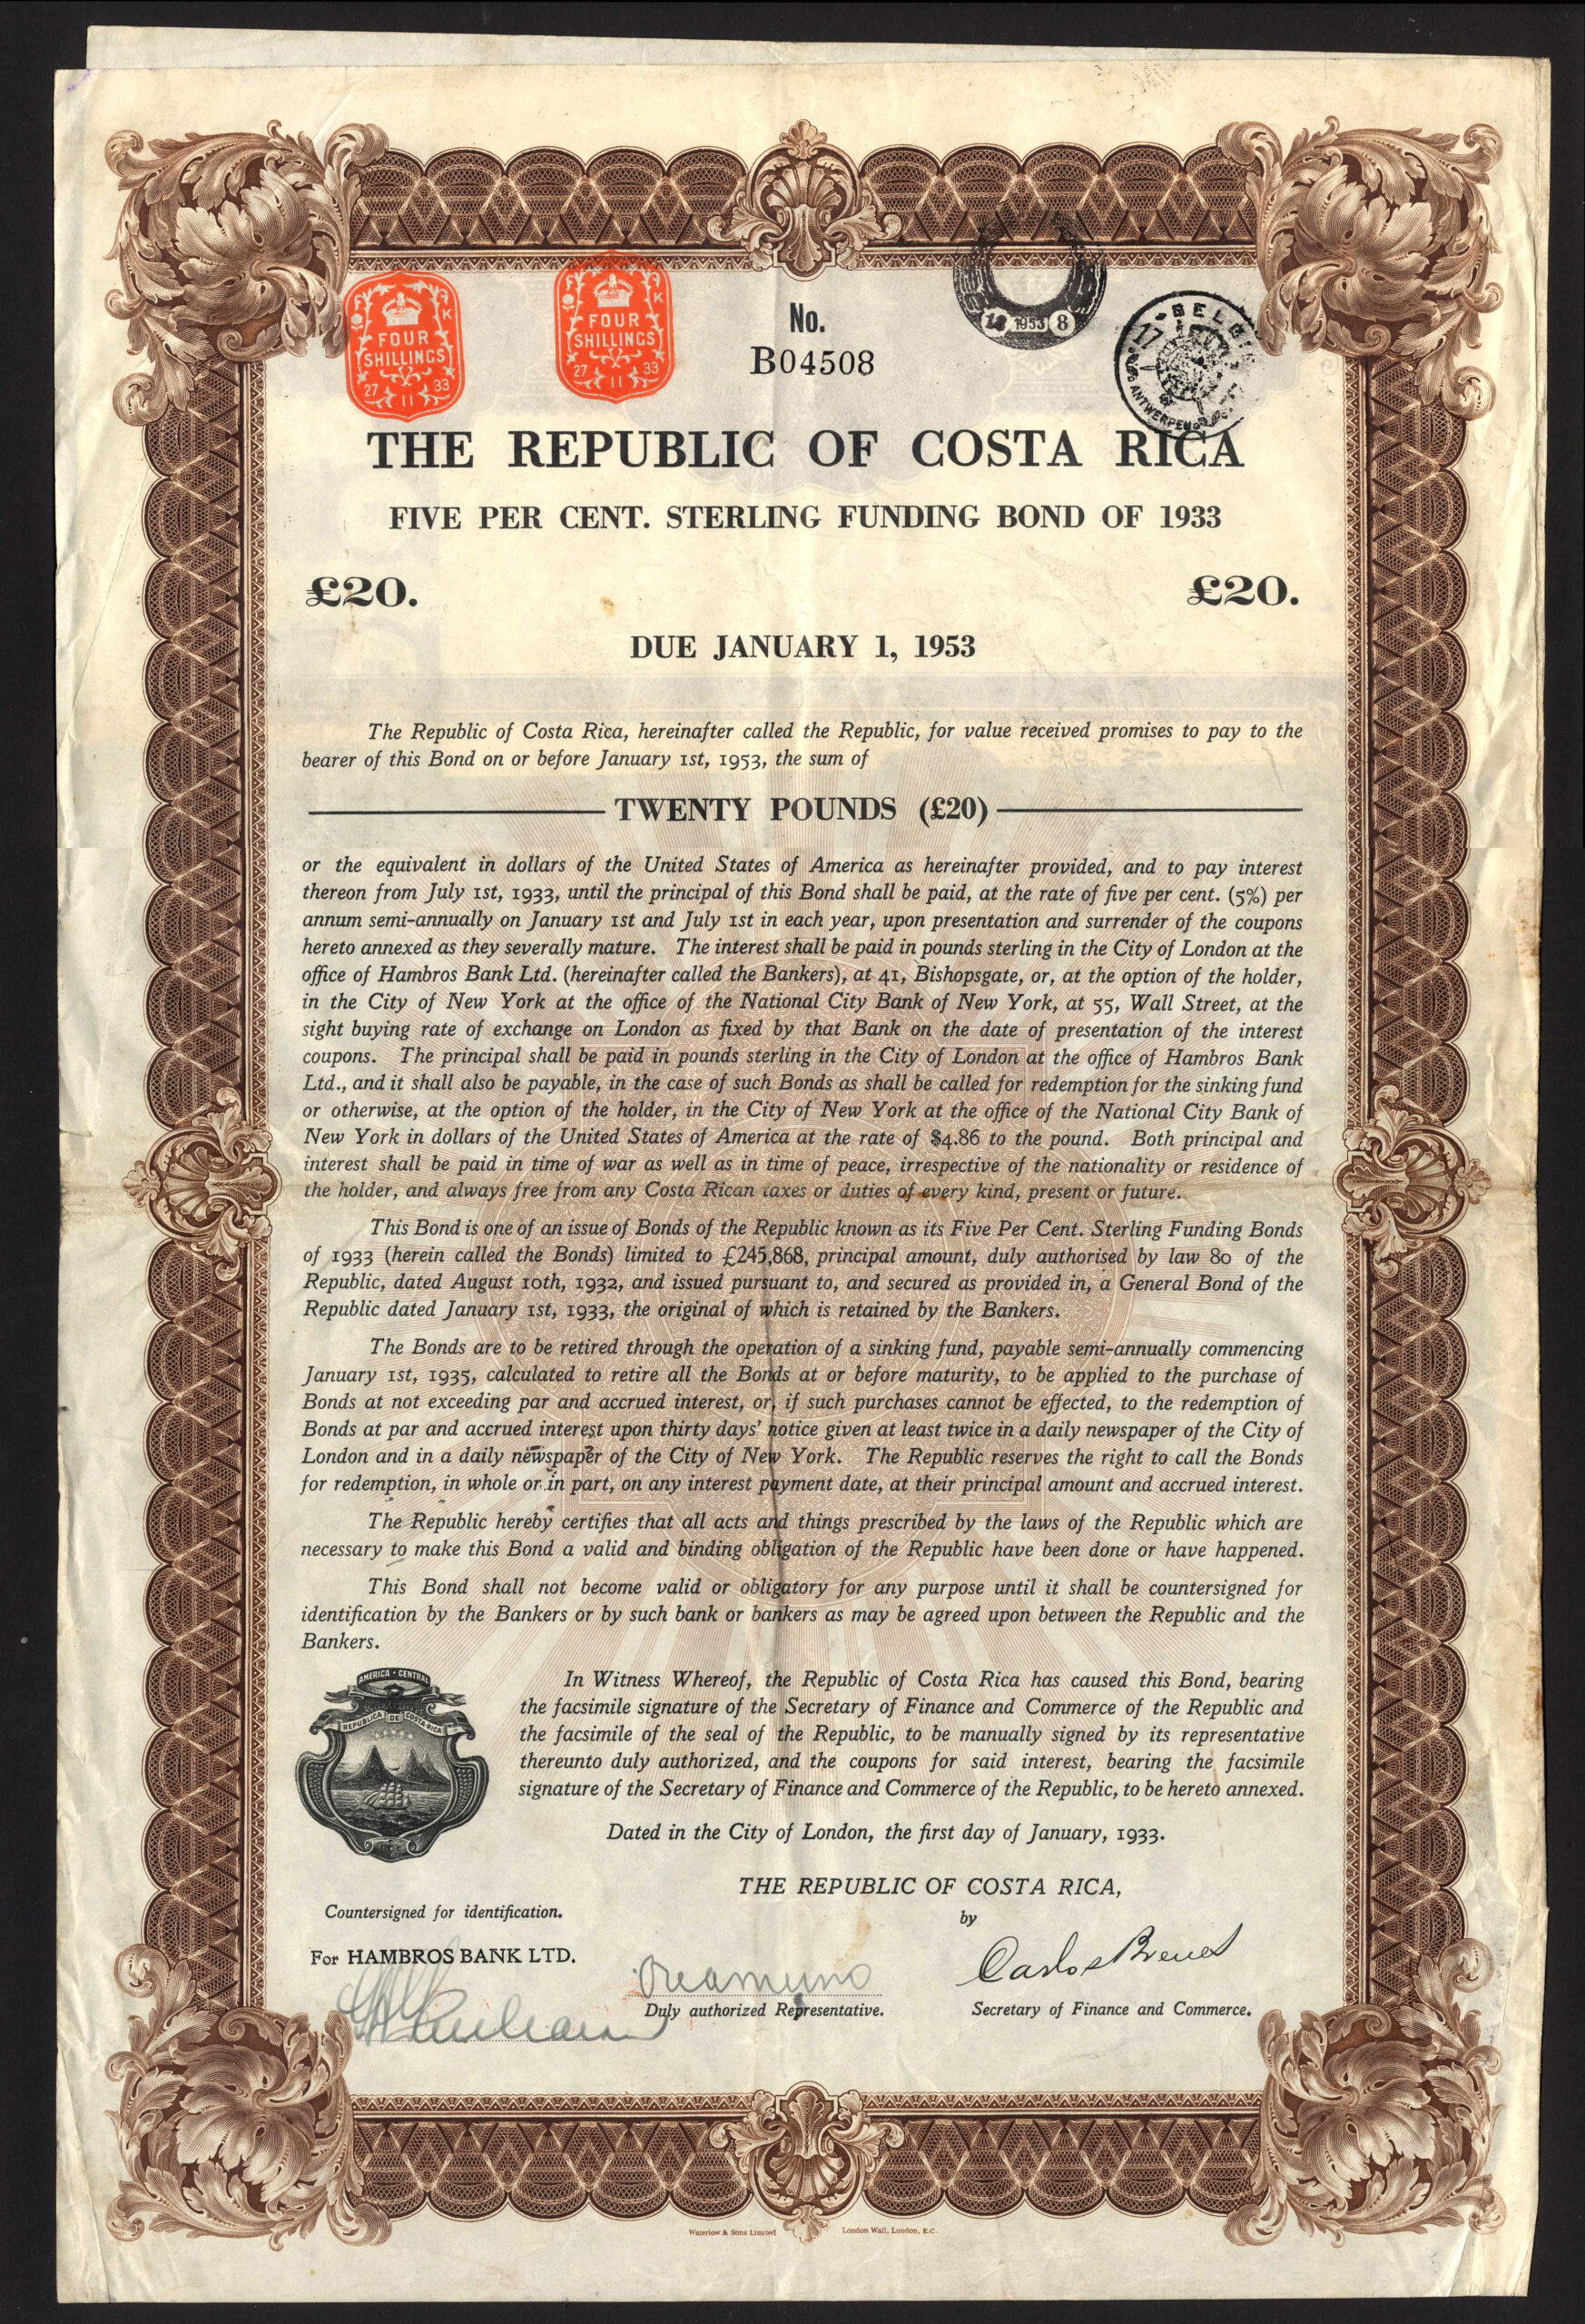 FOUR
SHILLINGS
27 33
11
K
FOUR
SHILLINGS
27 33
11
K
No.
B04508
1953 8
ANTWERPEN
THE REPUBLIC OF COSTA RICA
FIVE PER CENT. STERLING FUNDING BOND OF 1933
£20. £20.
DUE JANUARY 1, 1953
The Republic of Costa Rica, hereinafter called the Republic, for value received promises to pay to the
bearer of this Bond on or before January 1st, 1953, the sum of
TWENTY POUNDS (£20)
or the equivalent in dollars of the United States of America as hereinafter provided, and to pay interest
thereon from July 1st, 1933, until the principal of this Bond shall be paid, at the rate of five per cent. (5%) per
annum semi-annually on January 1st and July 1st in each year, upon presentation and surrender of the coupons
hereto annexed as they severally mature. The interest shall be paid in pounds sterling in the City of London at the
office of Hambros Bank Ltd. (hereinafter called the Bankers), at 41, Bishopsgate, or, at the option of the holder,
in the City of New York at the office of the National City Bank of New York, at 55, Wall Street, at the
sight buying rate of exchange on London as fixed by that Bank on the date of presentation of the interest
coupons. The principal shall be paid in pounds sterling in the City of London at the office of Hambros Bank
Ltd., and it shall also be payable, in the case of such Bonds as shall be called for redemption for the sinking fund
or otherwise, at the option of the holder, in the City of New York at the office of the National City Bank of
New York in dollars of the United States of America at the rate of $4.86 to the pound. Both principal and
interest shall be paid in time of war as well as in time of peace, irrespective of the nationality or residence of
the holder, and always free from any Costa Rican taxes or duties of every kind, present or future.
This Bond is one of an issue of Bonds of the Republic known as its Five Per Cent. Sterling Funding Bonds
of 1933 (herein called the Bonds) limited to £245,868, principal amount, duly authorised by law 80 of the
Republic, dated August 10th, 1932, and issued pursuant to, and secured as provided in, a General Bond of the
Republic dated January 1st, 1933, the original of which is retained by the Bankers.
The Bonds are to be retired through the operation of a sinking fund, payable semi-annually commencing
January 1st, 1935, calculated to retire all the Bonds at or before maturity, to be applied to the purchase of
Bonds at not exceeding par and accrued interest, or, if such purchases cannot be effected, to the redemption of
Bonds at par and accrued interest upon thirty days' notice given at least twice in a daily newspaper of the City of
London and in a daily newspaper of the City of New York. The Republic reserves the right to call the Bonds
for redemption, in whole or in part, on any interest payment date, at their principal amount and accrued interest.
The Republic hereby certifies that all acts and things prescribed by the laws of the Republic which are
necessary to make this Bond a valid and binding obligation of the Republic have been done or have happened.
This Bond shall not become valid or obligatory for any purpose until it shall be countersigned for
identification by the Bankers or by such bank or bankers as may be agreed upon between the Republic and the
Bankers.
AMERICA CENTRAL
REPUBLICA DE COSTA RICA
In Witness Whereof, the Republic of Costa Rica has caused this Bond, bearing
the facsimile signature of the Secretary of Finance and Commerce of the Republic and
the facsimile of the seal of the Republic, to be manually signed by its representative
thereunto duly authorized, and the coupons for said interest, bearing the facsimile
signature of the Secretary of Finance and Commerce of the Republic, to be hereto annexed.
Dated in the City of London, the first day of January, 1933.
THE REPUBLIC OF COSTA RICA,
by
Countersigned for identification.
For HAMBROS BANK LTD.
Oreamuno
Carlos Brenes
Duly authorized Representative.
Secretary of Finance and Commerce.
Waterlow & Sons Limited London Wall, London, E.C.